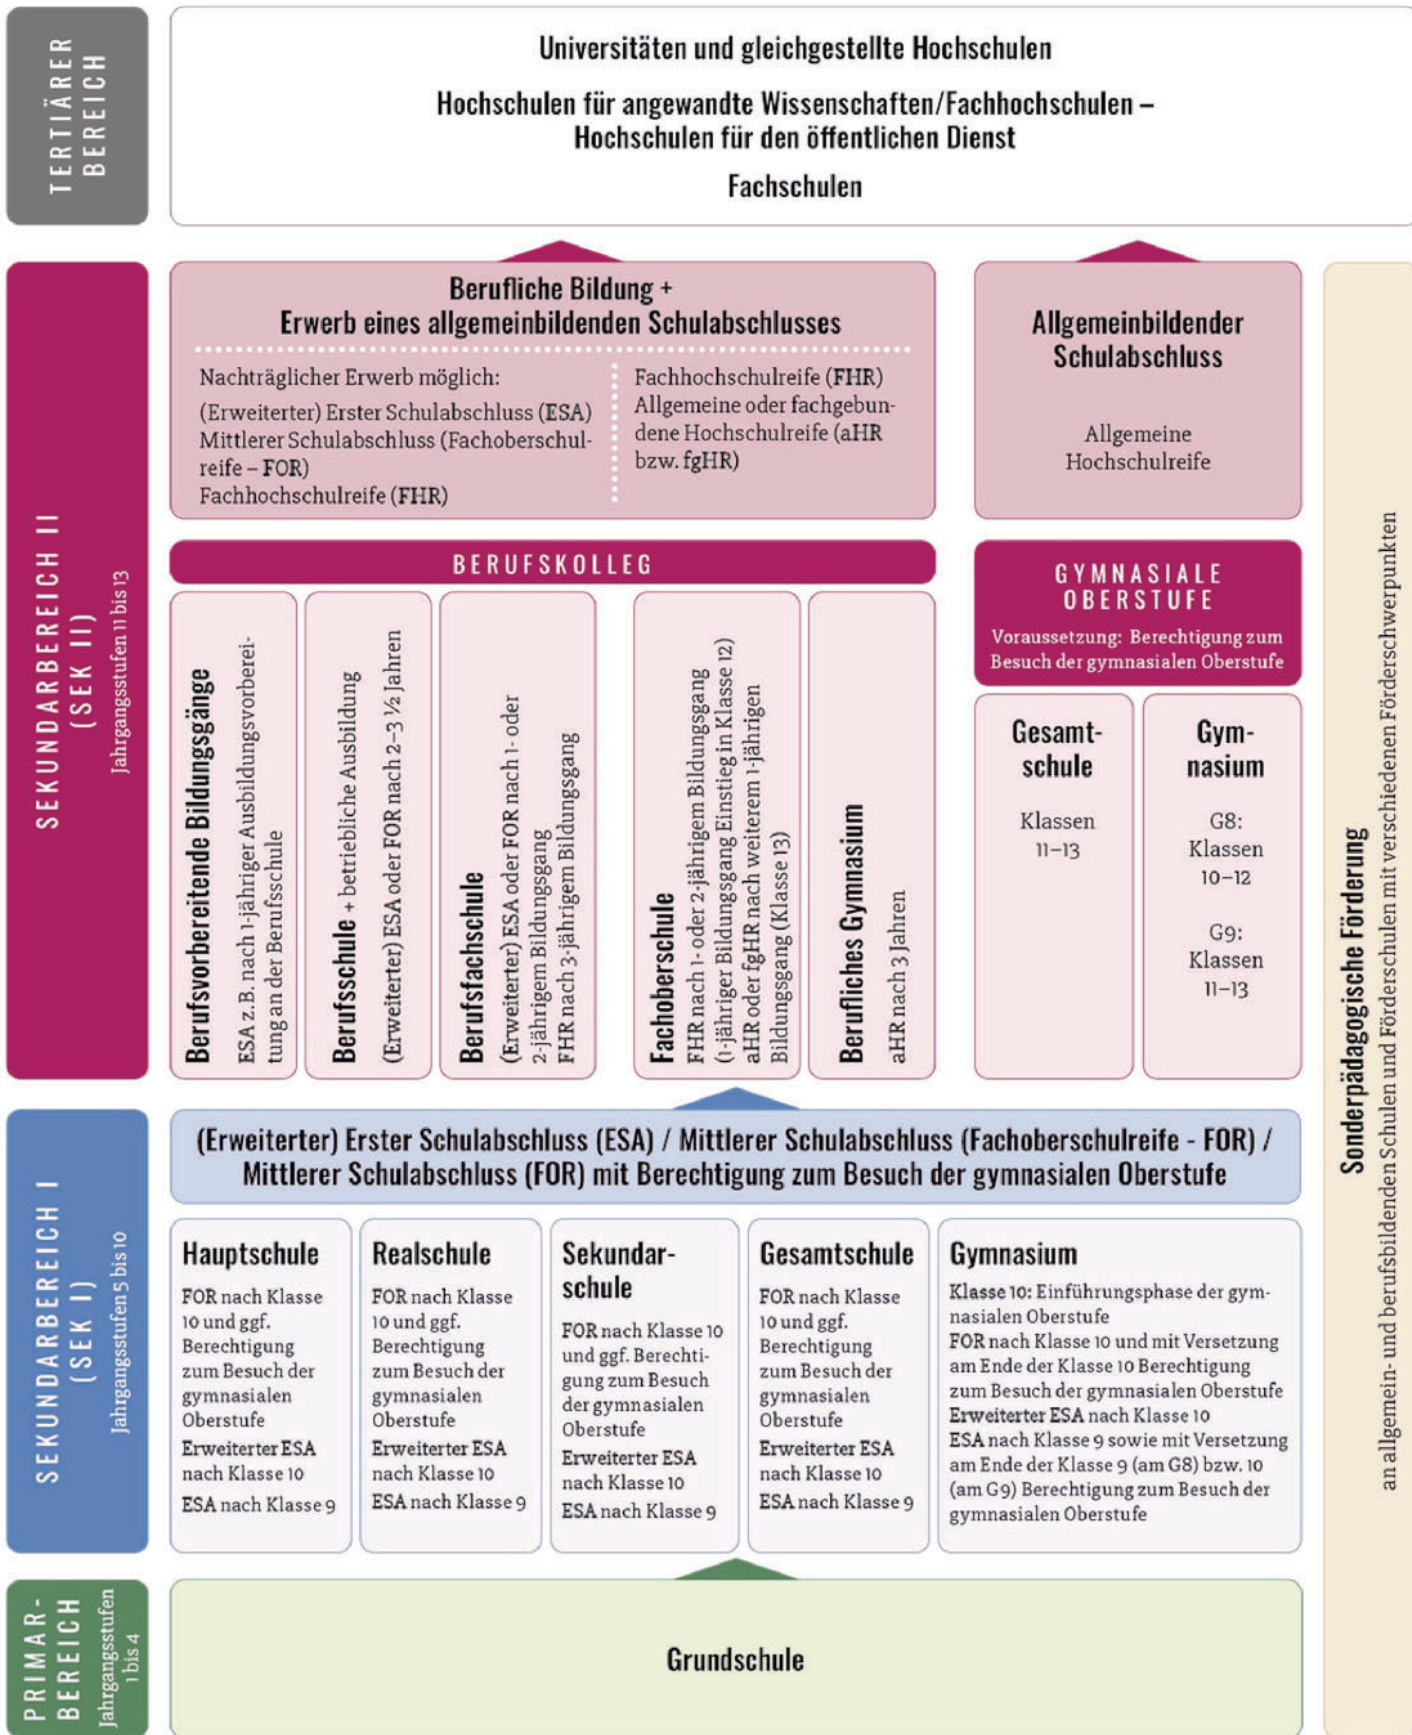 TERTIÄRER
BEREICH
Universitäten und gleichgestellte Hochschulen
Hochschulen für angewandte Wissenschaften/Fachhochschulen –
Hochschulen für den öffentlichen Dienst
Fachschulen
SEKUNDARBEREICH II
(SEK II)
Jahrgangsstufen 11 bis 13
Berufliche Bildung +
Erwerb eines allgemeinbildenden Schulabschlusses
Nachträglicher Erwerb möglich:
(Erweiterter) Erster Schulabschluss (ESA)
Mittlerer Schulabschluss (Fachoberschul-
reife – FOR)
Fachhochschulreife (FHR)
Fachhochschulreife (FHR)
Allgemeine oder fachgebun-
dene Hochschulreife (aHR
bzw. fgHR)
Allgemeinbildender
Schulabschluss
Allgemeine
Hochschulreife
BERUFSKOLLEG
Berufsvorbereitende Bildungsgänge
ESA z.B. nach 1-jähriger Ausbildungsvorberei-
tung an der Berufsschule
Berufsschule + betriebliche Ausbildung
(Erweiterter) ESA oder FOR nach 2–3 ½ Jahren
Berufsfachschule
(Erweiterter) ESA oder FOR nach 1- oder
2-jährigem Bildungsgang
FHR nach 3-jährigem Bildungsgang
Fachoberschule
FHR nach 1- oder 2-jährigem Bildungsgang
(1-jähriger Bildungsgang Einstieg in Klasse 12)
aHR oder fgHR nach weiterem 1-jährigen
Bildungsgang (Klasse 13)
Berufliches Gymnasium
aHR nach 3 Jahren
GYMNASIALE
OBERSTUFE
Voraussetzung: Berechtigung zum
Besuch der gymnasialen Oberstufe
Gesamt-
schule
Klassen
11–13
Gym-
nasium
G8:
Klassen
10–12
G9:
Klassen
11–13
Sonderpädagogische Förderung
an allgemein- und berufsbildenden Schulen und Förderschulen mit verschiedenen Förderschwerpunkten
SEKUNDARBEREICH I
(SEK I)
Jahrgangsstufen 5 bis 10
(Erweiterter) Erster Schulabschluss (ESA) / Mittlerer Schulabschluss (Fachoberschulreife - FOR) /
Mittlerer Schulabschluss (FOR) mit Berechtigung zum Besuch der gymnasialen Oberstufe
Hauptschule
FOR nach Klasse
10 und ggf.
Berechtigung
zum Besuch der
gymnasialen
Oberstufe
Erweiterter ESA
nach Klasse 10
ESA nach Klasse 9
Realschule
FOR nach Klasse
10 und ggf.
Berechtigung
zum Besuch der
gymnasialen
Oberstufe
Erweiterter ESA
nach Klasse 10
ESA nach Klasse 9
Sekundar-
schule
FOR nach Klasse 10
und ggf. Berechti-
gung zum Besuch
der gymnasialen
Oberstufe
Erweiterter ESA
nach Klasse 10
ESA nach Klasse 9
Gesamtschule
FOR nach Klasse
10 und ggf.
Berechtigung
zum Besuch der
gymnasialen
Oberstufe
Erweiterter ESA
nach Klasse 10
ESA nach Klasse 9
Gymnasium
Klasse 10: Einführungsphase der gym-
nasialen Oberstufe
FOR nach Klasse 10 und mit Versetzung
am Ende der Klasse 10 Berechtigung
zum Besuch der gymnasialen Oberstufe
Erweiterter ESA nach Klasse 10
ESA nach Klasse 9 sowie mit Versetzung
am Ende der Klasse 9 (am G8) bzw. 10
(am G9) Berechtigung zum Besuch der
gymnasialen Oberstufe
PRIMAR-
BEREICH
Jahrgangsstufen
1 bis 4
Grundschule